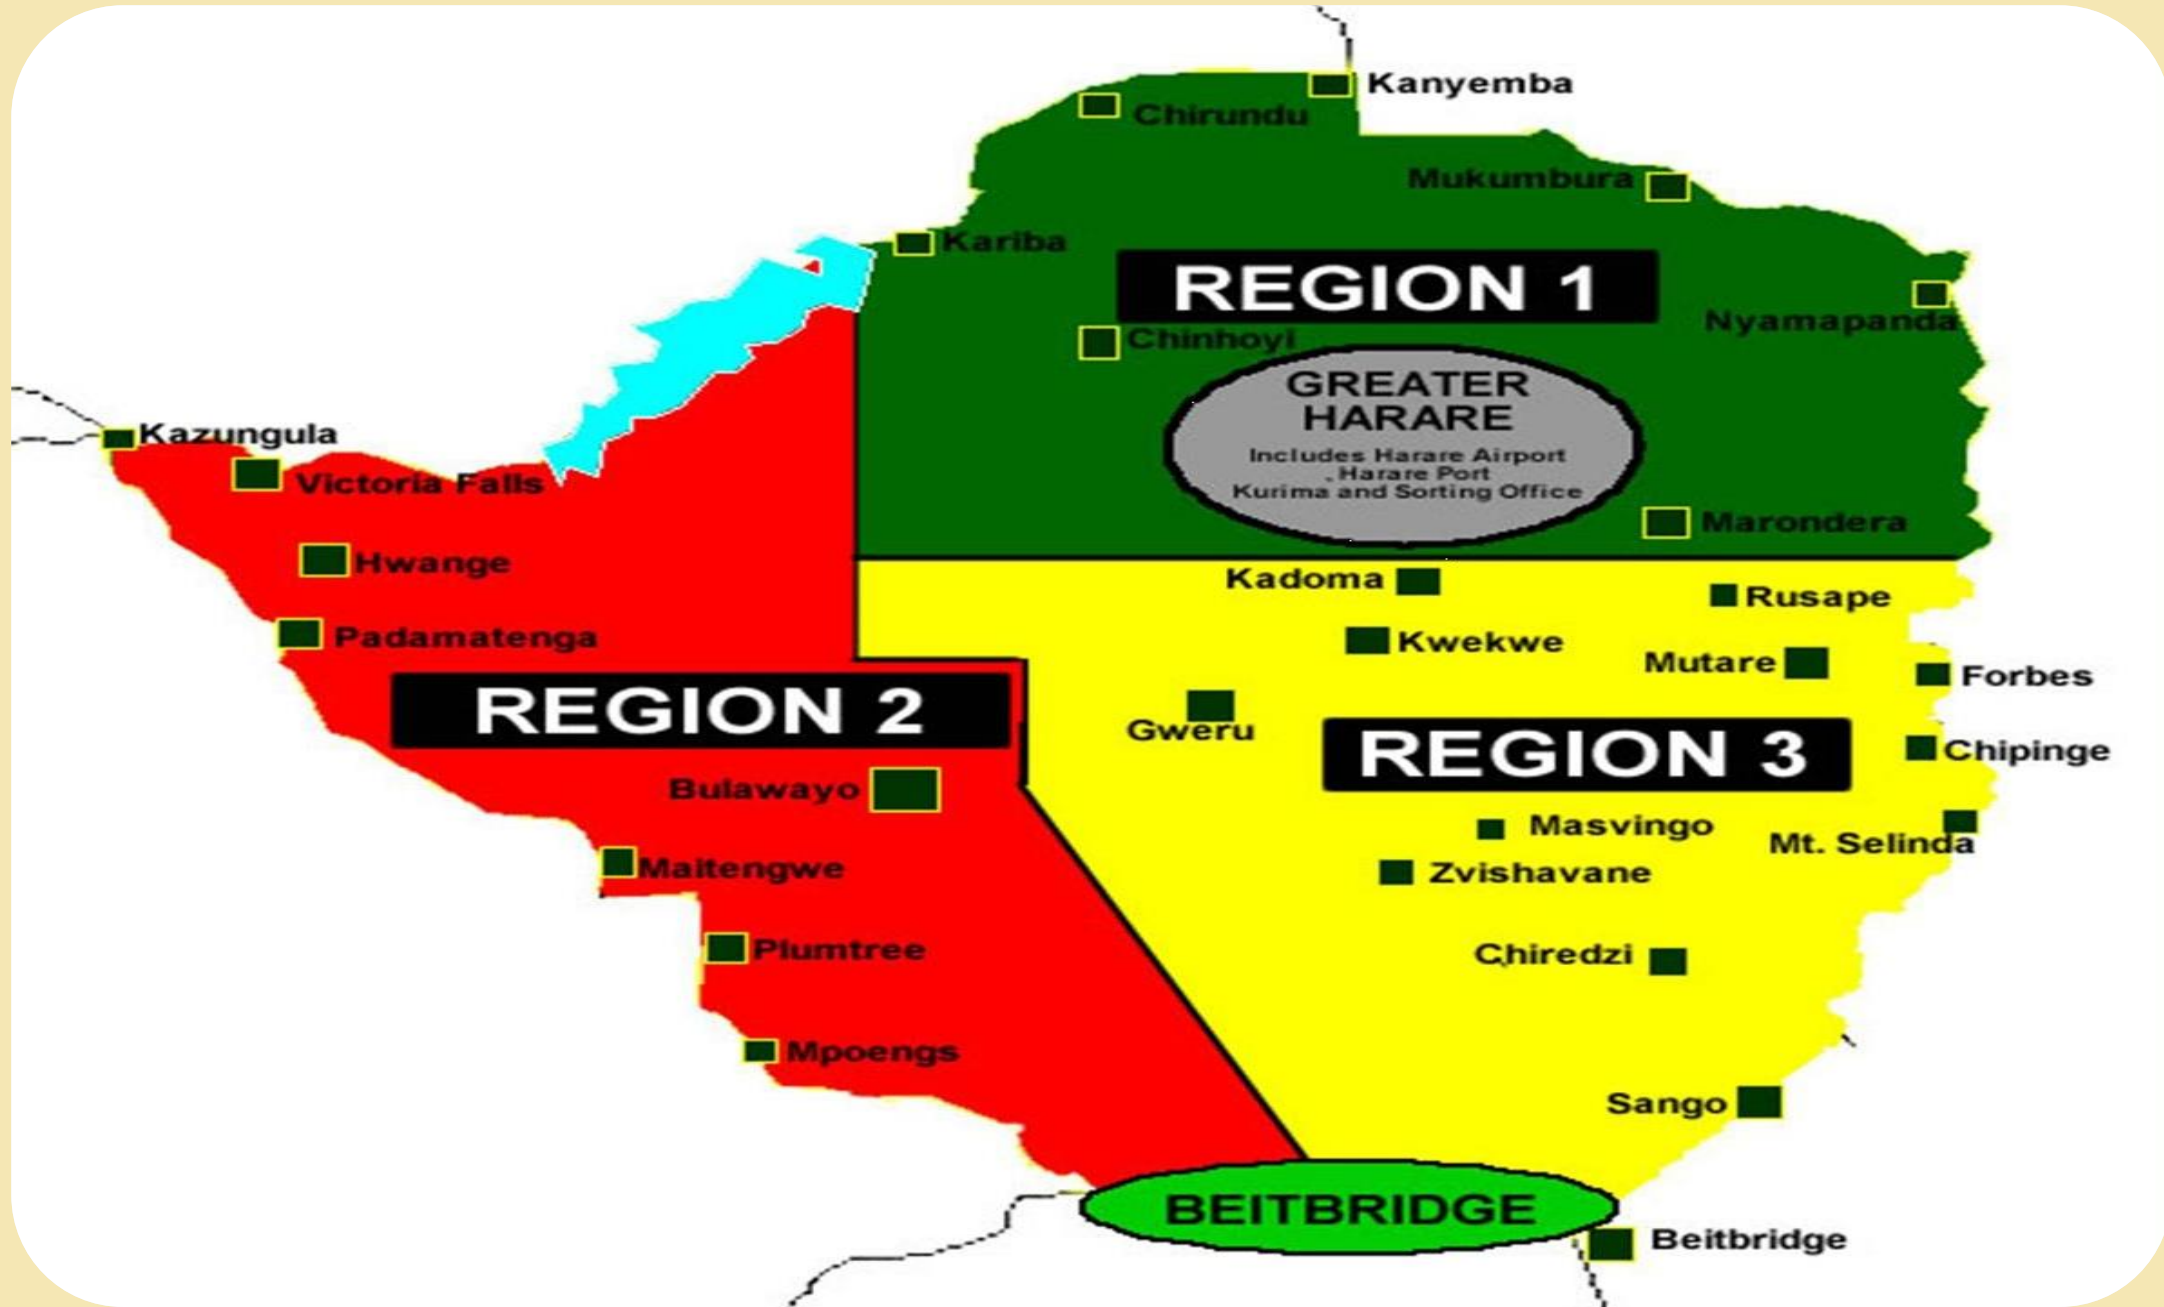 Kanyemba
Chirundu
Mukumbura
Kariba
REGION 1
Nyamapanda
Chinhoyi
GREATER
HARARE
Includes Harare Airport
. Harare Port
Kurima and Sorting Office
Marondera
Kazungula
Victoria Falls
Hwange
Padamatenga
REGION 2
Bulawayo
Maitengwe
Plumtree
Mpoengs
Kadoma
Rusape
Kwekwe
Mutare
Forbes
Gweru
REGION 3
Chipinge
Masvingo
Mt. Selinda
Zvishavane
Chiredzi
Sango
BEITBRIDGE
Beitbridge